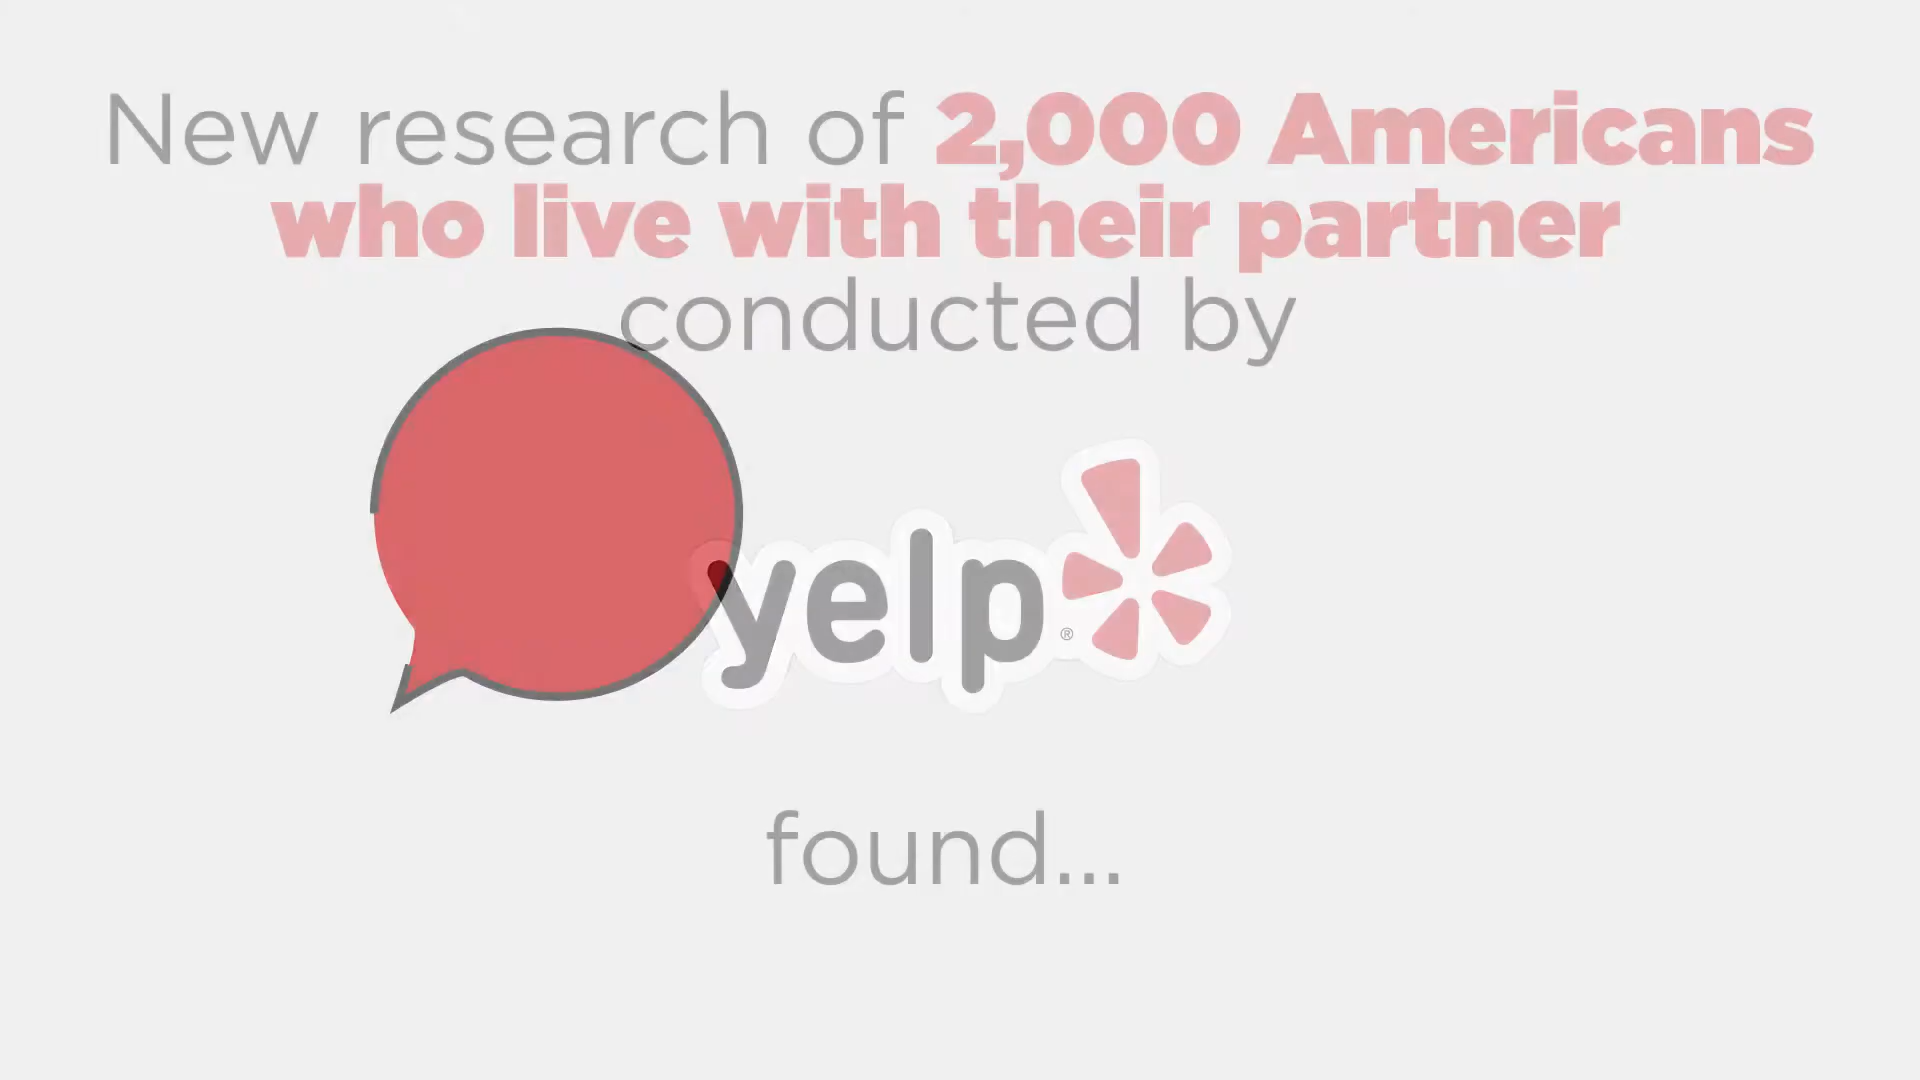 New research of 2,000 Americans
who live with their partner
conducted by
yelp®
found...